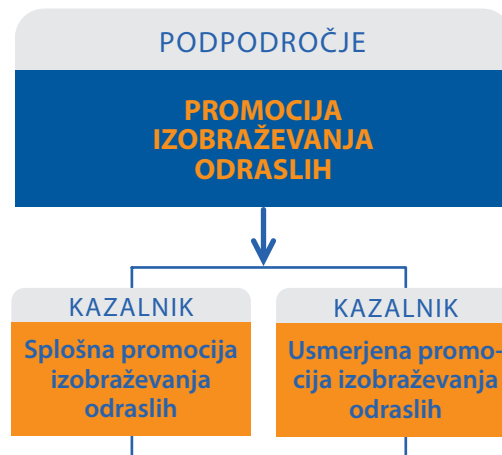 PODPODROČJE
PROMOCIJA
IZOBRAŽEVANJA
ODRASLIH
KAZALNIK
Splošna promocija
izobraževanja
odraslih
KAZALNIK
Usmerjena promo-
cija izobraževanja
odraslih